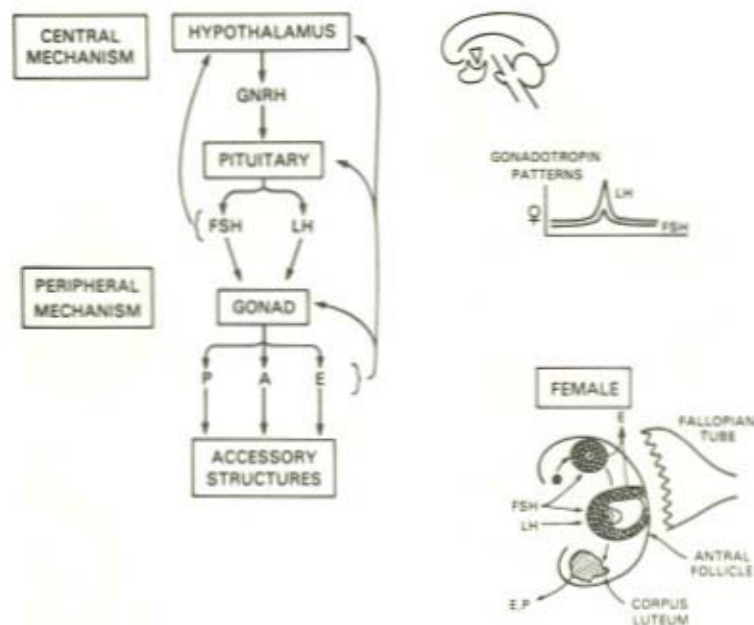 CENTRAL
MECHANISM
HYPOTHALAMUS
GNRH
PITUITARY
FSH LH
PERIPHERAL
MECHANISM
GONAD
P A E
ACCESSORY
STRUCTURES
GONADOTROPIN
PATTERNS
LH
♀
FSH
FEMALE
E
FALLOPIAN
TUBE
FSH
LH
ANTRAL
FOLLICLE
E,P
CORPUS
LUTEUM